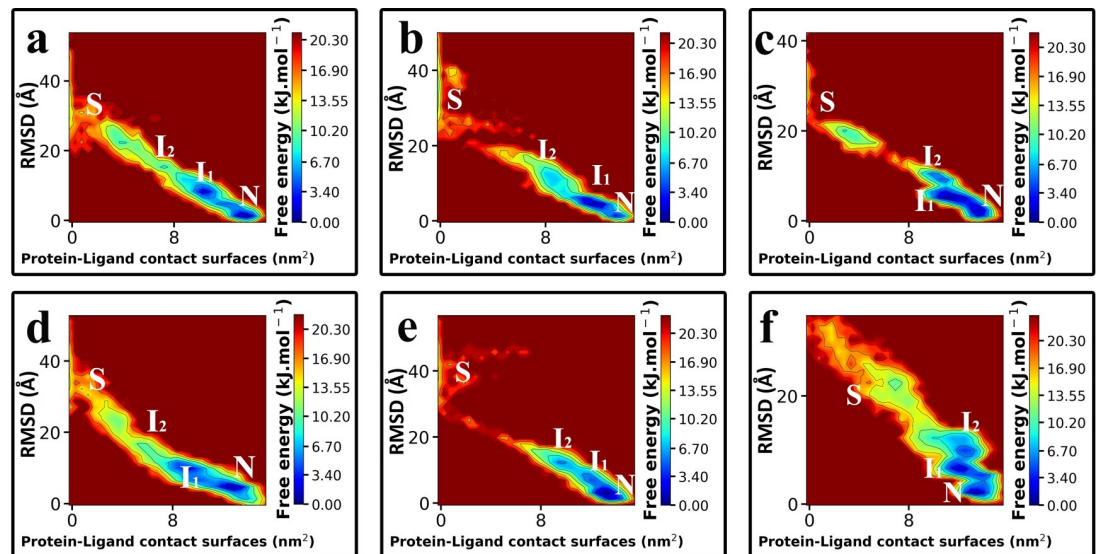 a
RMSD (Å)
40
20
0
S
I₂
I₁
N
0
8
Protein-Ligand contact surfaces (nm²)
Free energy (kJ.mol⁻¹)
20.30
16.90
13.55
10.20
6.70
3.40
0.00
b
RMSD (Å)
40
20
0
S
I₂
I₁
N
0
8
Protein-Ligand contact surfaces (nm²)
Free energy (kJ.mol⁻¹)
20.30
16.90
13.55
10.20
6.70
3.40
0.00
c
RMSD (Å)
40
20
0
S
I₂
I₁
N
0
8
Protein-Ligand contact surfaces (nm²)
Free energy (kJ.mol⁻¹)
20.30
16.90
13.55
10.20
6.70
3.40
0.00
d
RMSD (Å)
40
20
0
S
I₂
N
I₁
0
8
Protein-Ligand contact surfaces (nm²)
Free energy (kJ.mol⁻¹)
20.30
16.90
13.55
10.20
6.70
3.40
0.00
e
RMSD (Å)
40
20
0
S
I₂
I₁
N
0
8
Protein-Ligand contact surfaces (nm²)
Free energy (kJ.mol⁻¹)
20.30
16.90
13.55
10.20
6.70
3.40
0.00
f
RMSD (Å)
20
0
S
I₂
I₁
N
0
8
Protein-Ligand contact surfaces (nm²)
Free energy (kJ.mol⁻¹)
20.30
16.90
13.55
10.20
6.70
3.40
0.00